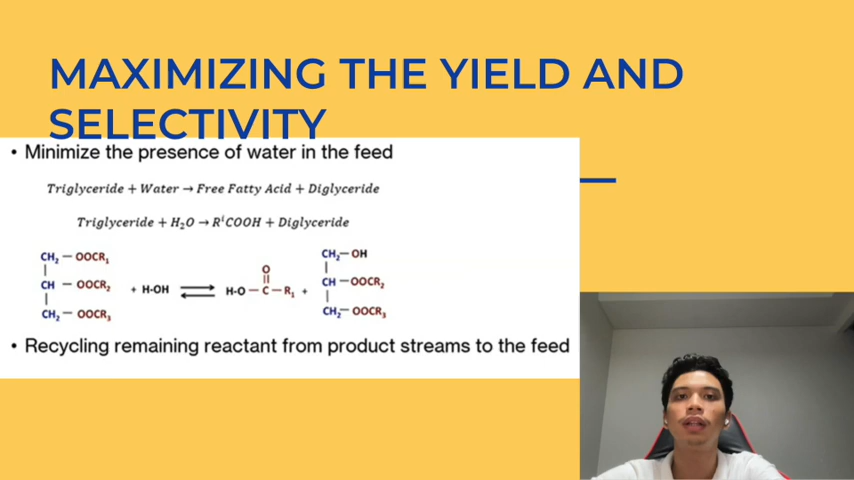 MAXIMIZING THE YIELD AND
SELECTIVITY
• Minimize the presence of water in the feed
Triglyceride + Water → Free Fatty Acid + Diglyceride
Triglyceride + H₂O → RⁱCOOH + Diglyceride
CH₂ — OOCR₁
CH — OOCR₂
CH₂ — OOCR₃
+ H-OH ⇌
O
H-O — C — R₁ +
CH₂ — OH
CH — OOCR₂
CH₂ — OOCR₃
• Recycling remaining reactant from product streams to the feed